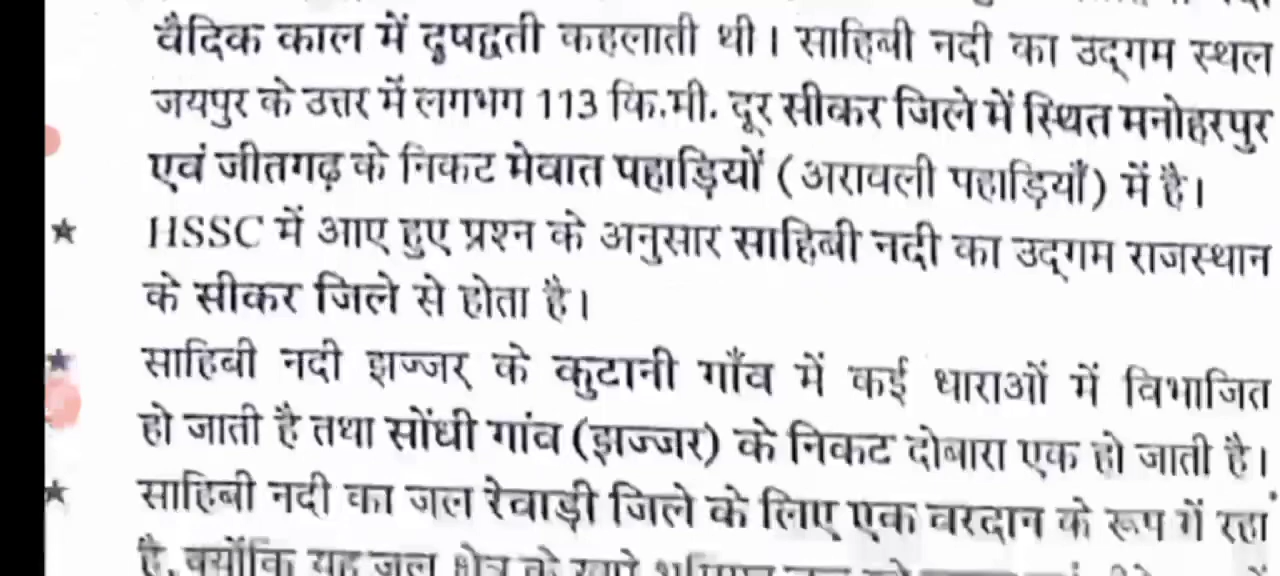 वैदिक काल में दृषद्वती कहलाती थी। साहिबी नदी का उद्गम स्थल
जयपुर के उत्तर में लगभग 113 कि.मी. दूर सीकर जिले में स्थित मनोहरपुर
एवं जीतगढ़ के निकट मेवात पहाड़ियों (अरावली पहाड़ियाँ) में है।
★ HSSC में आए हुए प्रश्न के अनुसार साहिबी नदी का उद्गम राजस्थान
के सीकर जिले से होता है।
★ साहिबी नदी झज्जर के कुटानी गाँव में कई धाराओं में विभाजित
हो जाती है तथा सोंधी गांव (झज्जर) के निकट दोबारा एक हो जाती है।
★ साहिबी नदी का जल रेवाड़ी जिले के लिए एक वरदान के रूप में रहा
है, क्योंकि यह जल क्षेत्र के